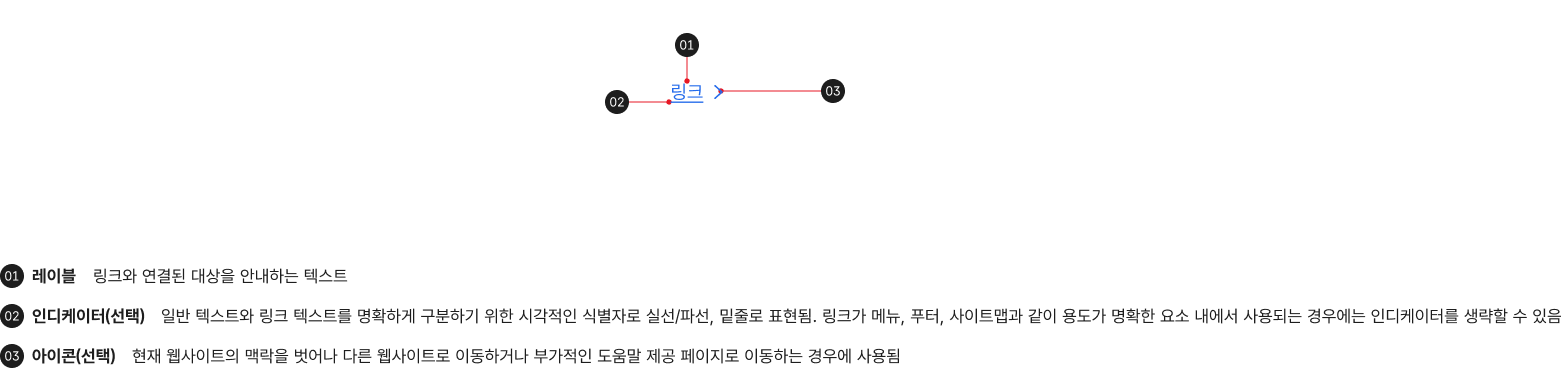 01
링크
02
03
01 레이블 링크와 연결된 대상을 안내하는 텍스트
02 인디케이터(선택) 일반 텍스트와 링크 텍스트를 명확하게 구분하기 위한 시각적인 식별자로 실선/파선, 밑줄로 표현됨. 링크가 메뉴, 푸터, 사이트맵과 같이 용도가 명확한 요소 내에서 사용되는 경우에는 인디케이터를 생략할 수 있음
03 아이콘(선택) 현재 웹사이트의 맥락을 벗어나 다른 웹사이트로 이동하거나 부가적인 도움말 제공 페이지로 이동하는 경우에 사용됨